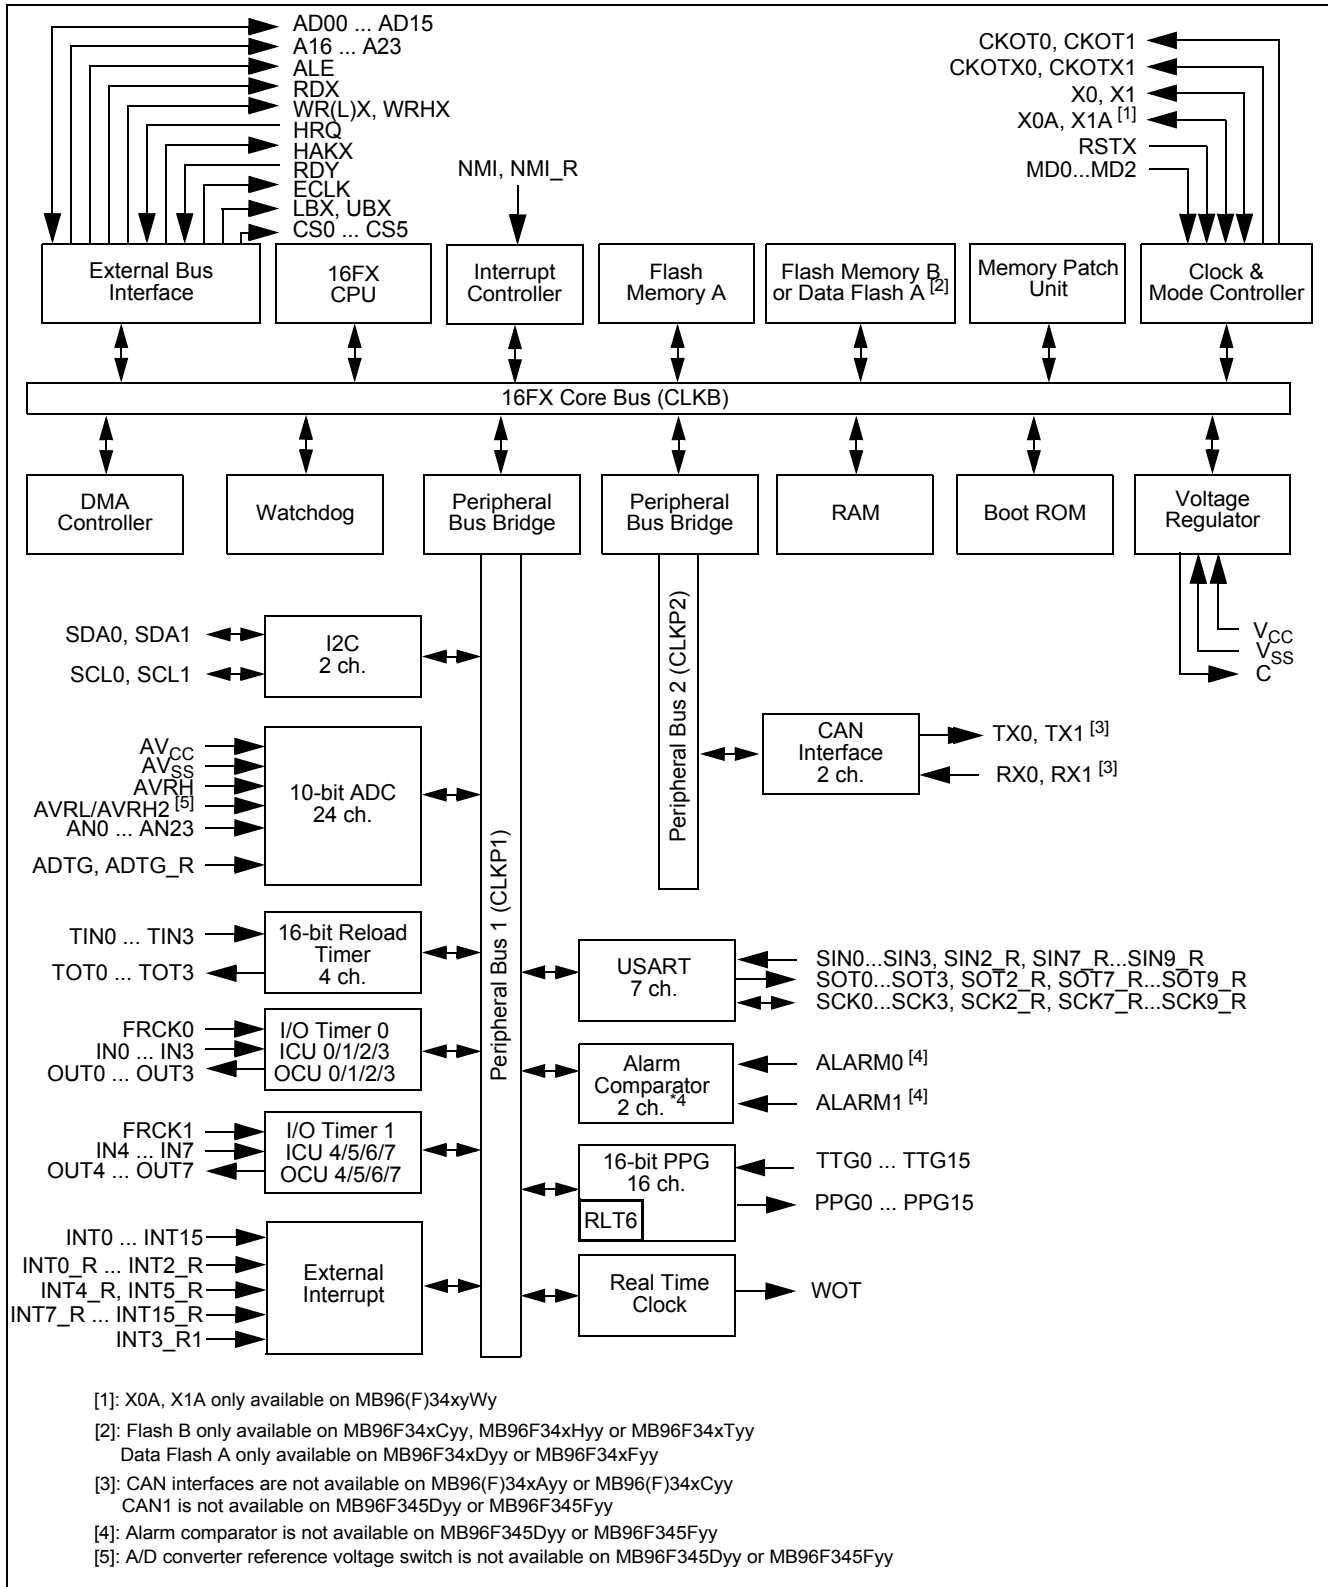 AD00 ... AD15
A16 ... A23
ALE
RDX
WR(L)X, WRHX
HRQ
HAKX
RDY
ECLK
LBX, UBX
CS0 ... CS5
NMI, NMI_R
CKOT0, CKOT1
CKOTX0, CKOTX1
X0, X1
X0A, X1A [1]
RSTX
MD0...MD2
External Bus
Interface
16FX
CPU
Interrupt
Controller
Flash
Memory A
Flash Memory B
or Data Flash A [2]
Memory Patch
Unit
Clock &
Mode Controller
16FX Core Bus (CLKB)
DMA
Controller
Watchdog
Peripheral
Bus Bridge
Peripheral
Bus Bridge
RAM
Boot ROM
Voltage
Regulator
VCC
VSS
C
Peripheral Bus 1 (CLKP1)
Peripheral Bus 2 (CLKP2)
SDA0, SDA1
SCL0, SCL1
I2C
2 ch.
AVCC
AVSS
AVRH
AVRL/AVRH2 [5]
AN0 ... AN23
ADTG, ADTG_R
10-bit ADC
24 ch.
TIN0 ... TIN3
TOT0 ... TOT3
16-bit Reload
Timer
4 ch.
FRCK0
IN0 ... IN3
OUT0 ... OUT3
I/O Timer 0
ICU 0/1/2/3
OCU 0/1/2/3
FRCK1
IN4 ... IN7
OUT4 ... OUT7
I/O Timer 1
ICU 4/5/6/7
OCU 4/5/6/7
INT0 ... INT15
INT0_R ... INT2_R
INT4_R, INT5_R
INT7_R ... INT15_R
INT3_R1
External
Interrupt
CAN
Interface
2 ch.
TX0, TX1 [3]
RX0, RX1 [3]
USART
7 ch.
SIN0...SIN3, SIN2_R, SIN7_R...SIN9_R
SOT0...SOT3, SOT2_R, SOT7_R...SOT9_R
SCK0...SCK3, SCK2_R, SCK7_R...SCK9_R
Alarm
Comparator
2 ch. *4
ALARM0 [4]
ALARM1 [4]
16-bit PPG
16 ch.
RLT6
TTG0 ... TTG15
PPG0 ... PPG15
Real Time
Clock
WOT
[1]: X0A, X1A only available on MB96(F)34xyWy
[2]: Flash B only available on MB96F34xCyy, MB96F34xHyy or MB96F34xTyy
Data Flash A only available on MB96F34xDyy or MB96F34xFyy
[3]: CAN interfaces are not available on MB96(F)34xAyy or MB96(F)34xCyy
CAN1 is not available on MB96F345Dyy or MB96F345Fyy
[4]: Alarm comparator is not available on MB96F345Dyy or MB96F345Fyy
[5]: A/D converter reference voltage switch is not available on MB96F345Dyy or MB96F345Fyy